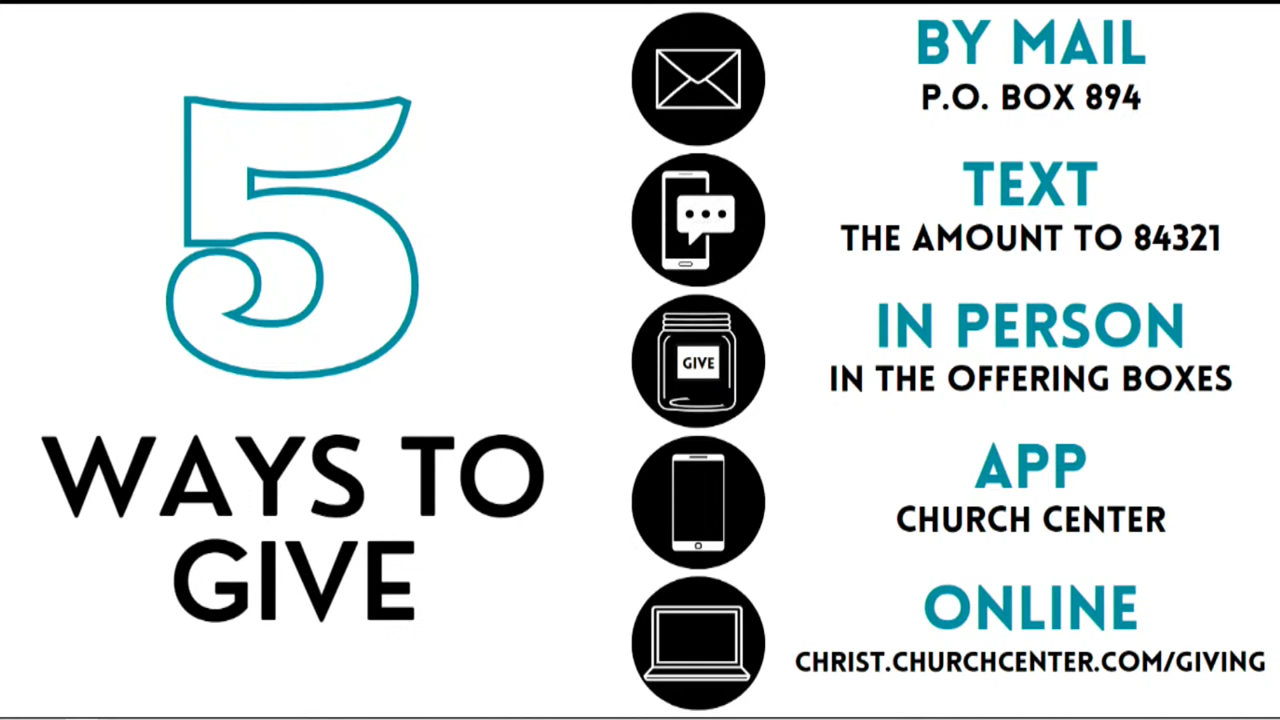 5
WAYS TO
GIVE
BY MAIL
P.O. BOX 894
TEXT
THE AMOUNT TO 84321
GIVE
IN PERSON
IN THE OFFERING BOXES
APP
CHURCH CENTER
ONLINE
CHRIST.CHURCHCENTER.COM/GIVING